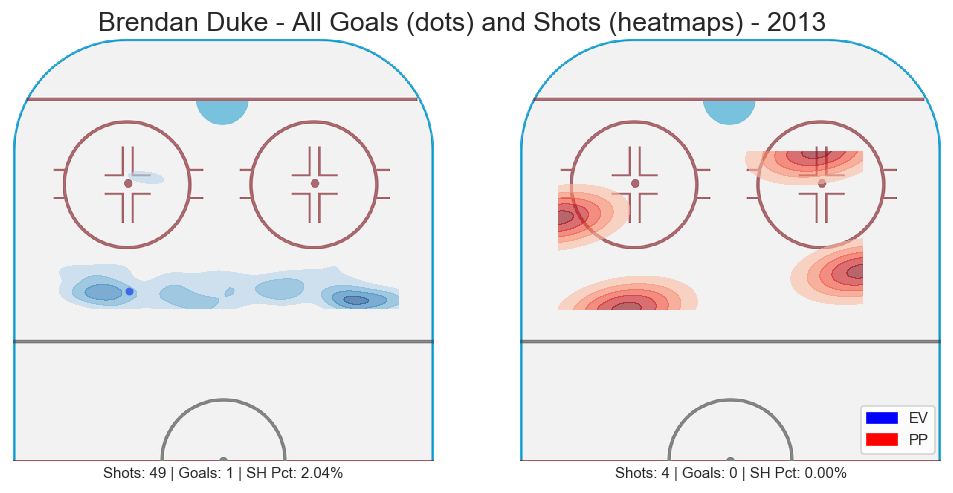 Brendan Duke - All Goals (dots) and Shots (heatmaps) - 2013
EV
PP
Shots: 49 | Goals: 1 | SH Pct: 2.04%
Shots: 4 | Goals: 0 | SH Pct: 0.00%